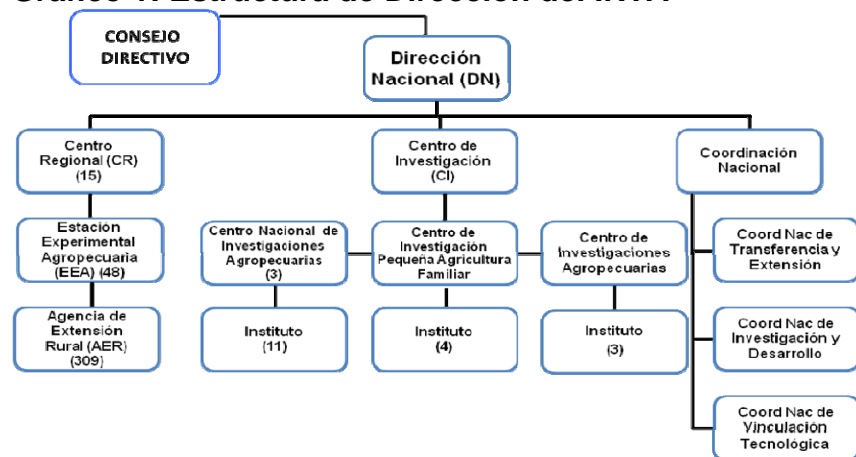 CONSEJO
DIRECTIVO
Dirección
Nacional (DN)
Centro
Regional (CR)
(15)
Centro de
Investigación
(CI)
Coordinación
Nacional
Estación
Experimental
Agropecuaria
(EEA) (48)
Centro Nacional de
Investigaciones
Agropecuarias
(3)
Centro de
Investigación
Pequeña Agricultura
Familiar
Centro de
Investigaciones
Agropecuarias
Coord Nac de
Transferencia y
Extensión
Agencia de
Extensión
Rural (AER)
(309)
Instituto
(11)
Instituto
(4)
Instituto
(3)
Coord Nac de
Investigación y
Desarrollo
Coord Nac de
Vinculación
Tecnológica